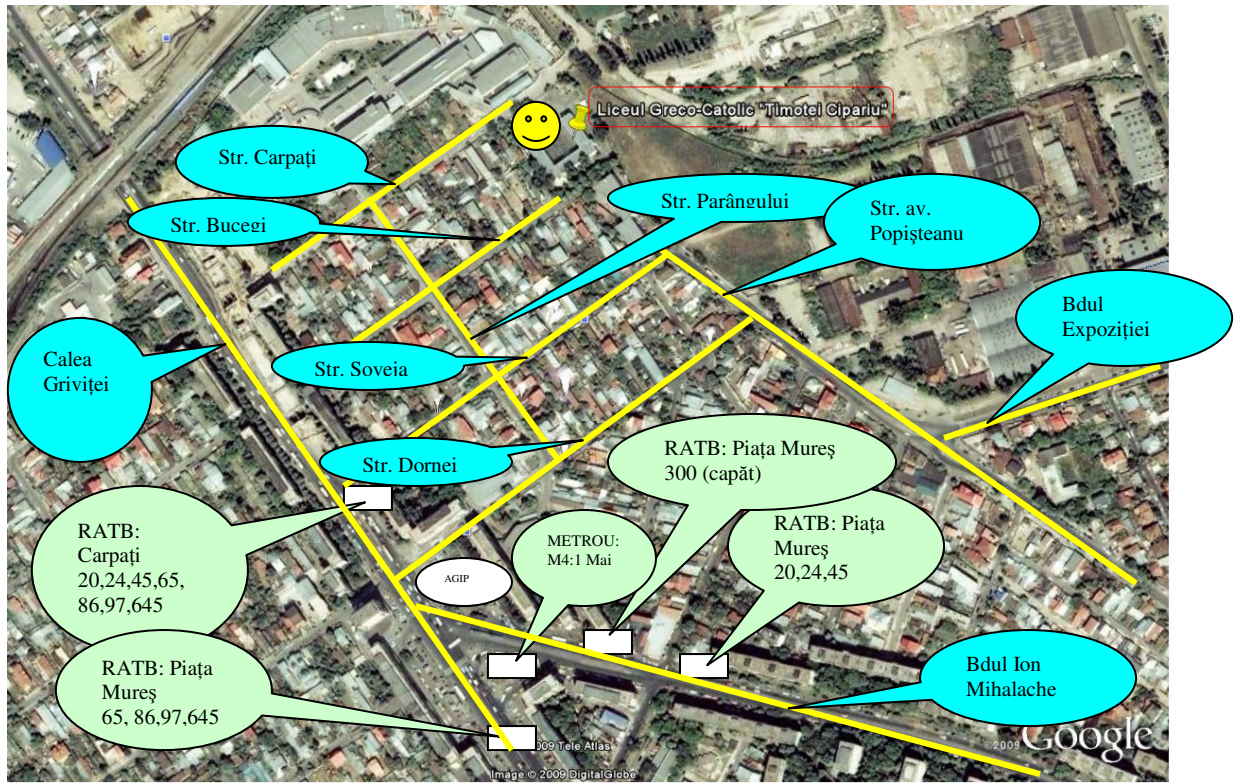 Liceul Greco-Catolic "Timotei Cipariu"
Str. Carpați
Str. Parângului
Str. av.
Popișteanu
Str. Bucegi
Bdul
Expoziției
Calea
Griviței
Str. Soveia
Str. Dornei
RATB: Piața Mureș
300 (capăt)
RATB:
Carpați
20,24,45,65,
86,97,645
METROU:
M4:1 Mai
RATB: Piața
Mureș
20,24,45
AGIP
RATB: Piața
Mureș
65, 86,97,645
Bdul Ion
Mihalache
©2009 Google
2009 Tele Atlas
Image © 2009 DigitalGlobe